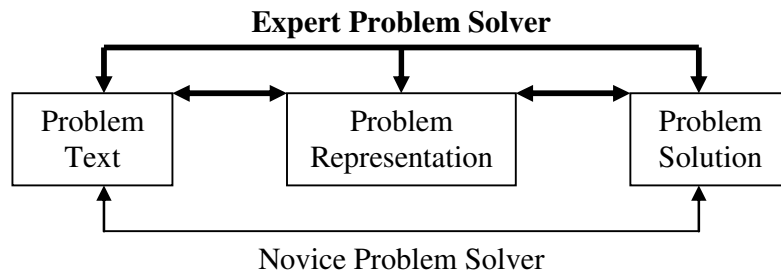 Expert Problem Solver
Problem
Text
Problem
Representation
Problem
Solution
Novice Problem Solver